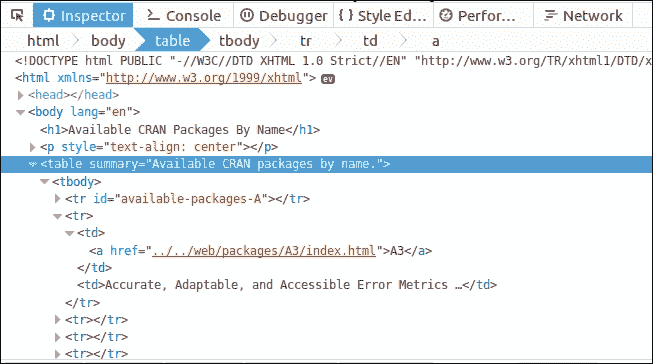 Inspector Console Debugger Style Ed… Perfor… Network
html body table tbody tr td a
<!DOCTYPE html PUBLIC "-//W3C//DTD XHTML 1.0 Strict//EN" "http://www.w3.org/TR/xhtml1/DTD/x
<html xmlns="http://www.w3.org/1999/xhtml"> ev
<head></head>
<body lang="en">
<h1>Available CRAN Packages By Name</h1>
<p style="text-align: center"></p>
<table summary="Available CRAN packages by name.">
<tbody>
<tr id="available-packages-A"></tr>
<tr>
<td>
<a href="../../web/packages/A3/index.html">A3</a>
</td>
<td>Accurate, Adaptable, and Accessible Error Metrics …</td>
</tr>
<tr></tr>
<tr></tr>
<tr></tr>